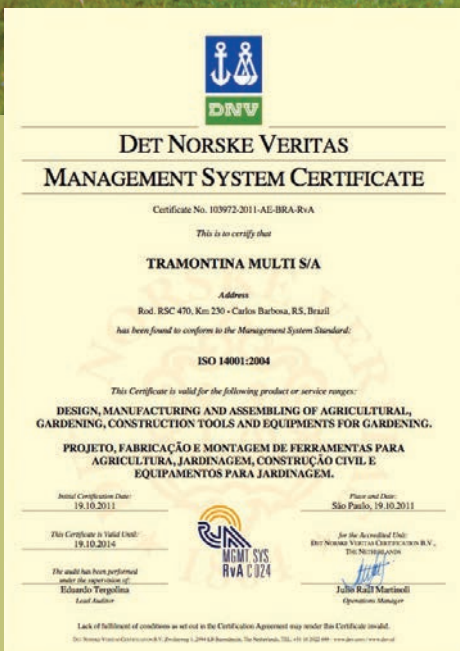 DNV
DET NORSKE VERITAS
MANAGEMENT SYSTEM CERTIFICATE
Certificate No. 103972-2011-AE-BRA-RvA
This is to certify that
TRAMONTINA MULTI S/A
Address
Rod. RSC 470, Km 230 - Carlos Barbosa, RS, Brazil
has been found to conform to the Management System Standard:
ISO 14001:2004
This Certificate is valid for the following product or service ranges:
DESIGN, MANUFACTURING AND ASSEMBLING OF AGRICULTURAL,
GARDENING, CONSTRUCTION TOOLS AND EQUIPMENTS FOR GARDENING.
PROJETO, FABRICAÇÃO E MONTAGEM DE FERRAMENTAS PARA
AGRICULTURA, JARDINAGEM, CONSTRUÇÃO CIVIL E
EQUIPAMENTOS PARA JARDINAGEM.
Initial Certification Date:
19.10.2011
Place and Date:
São Paulo, 19.10.2011
This Certificate is Valid Until:
19.10.2014
for the Accredited Unit:
DET NORSKE VERITAS CERTIFICATION B.V.,
THE NETHERLANDS
RvA
MGMT. SYS.
RvA C 024
The audit has been performed
under the supervision of:
Eduardo Tergolina
Lead Auditor
Julio Raúl Martisoli
Operations Manager
Lack of fulfilment of conditions as set out in the Certification Agreement may render this Certificate invalid.